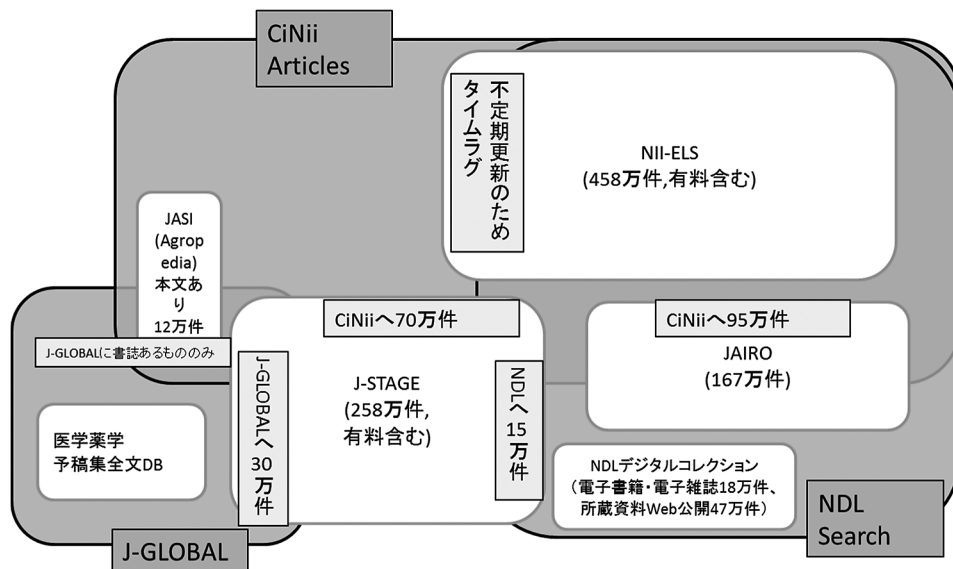 CiNii
Articles
不定期更新のため
タイムラグ
NII-ELS
(458万件,有料含む)
JASI
(Agrop
edia)
本文あ
り
12万件
J-GLOBALに書誌あるもののみ
CiNiiへ70万件
J-GLOBALへ30万件
J-STAGE
(258万件,
有料含む)
NDLへ15万件
CiNiiへ95万件
JAIRO
(167万件)
医学薬学
予稿集全文DB
NDLデジタルコレクション
(電子書籍・電子雑誌18万件、
所蔵資料Web公開47万件)
J-GLOBAL
NDL
Search